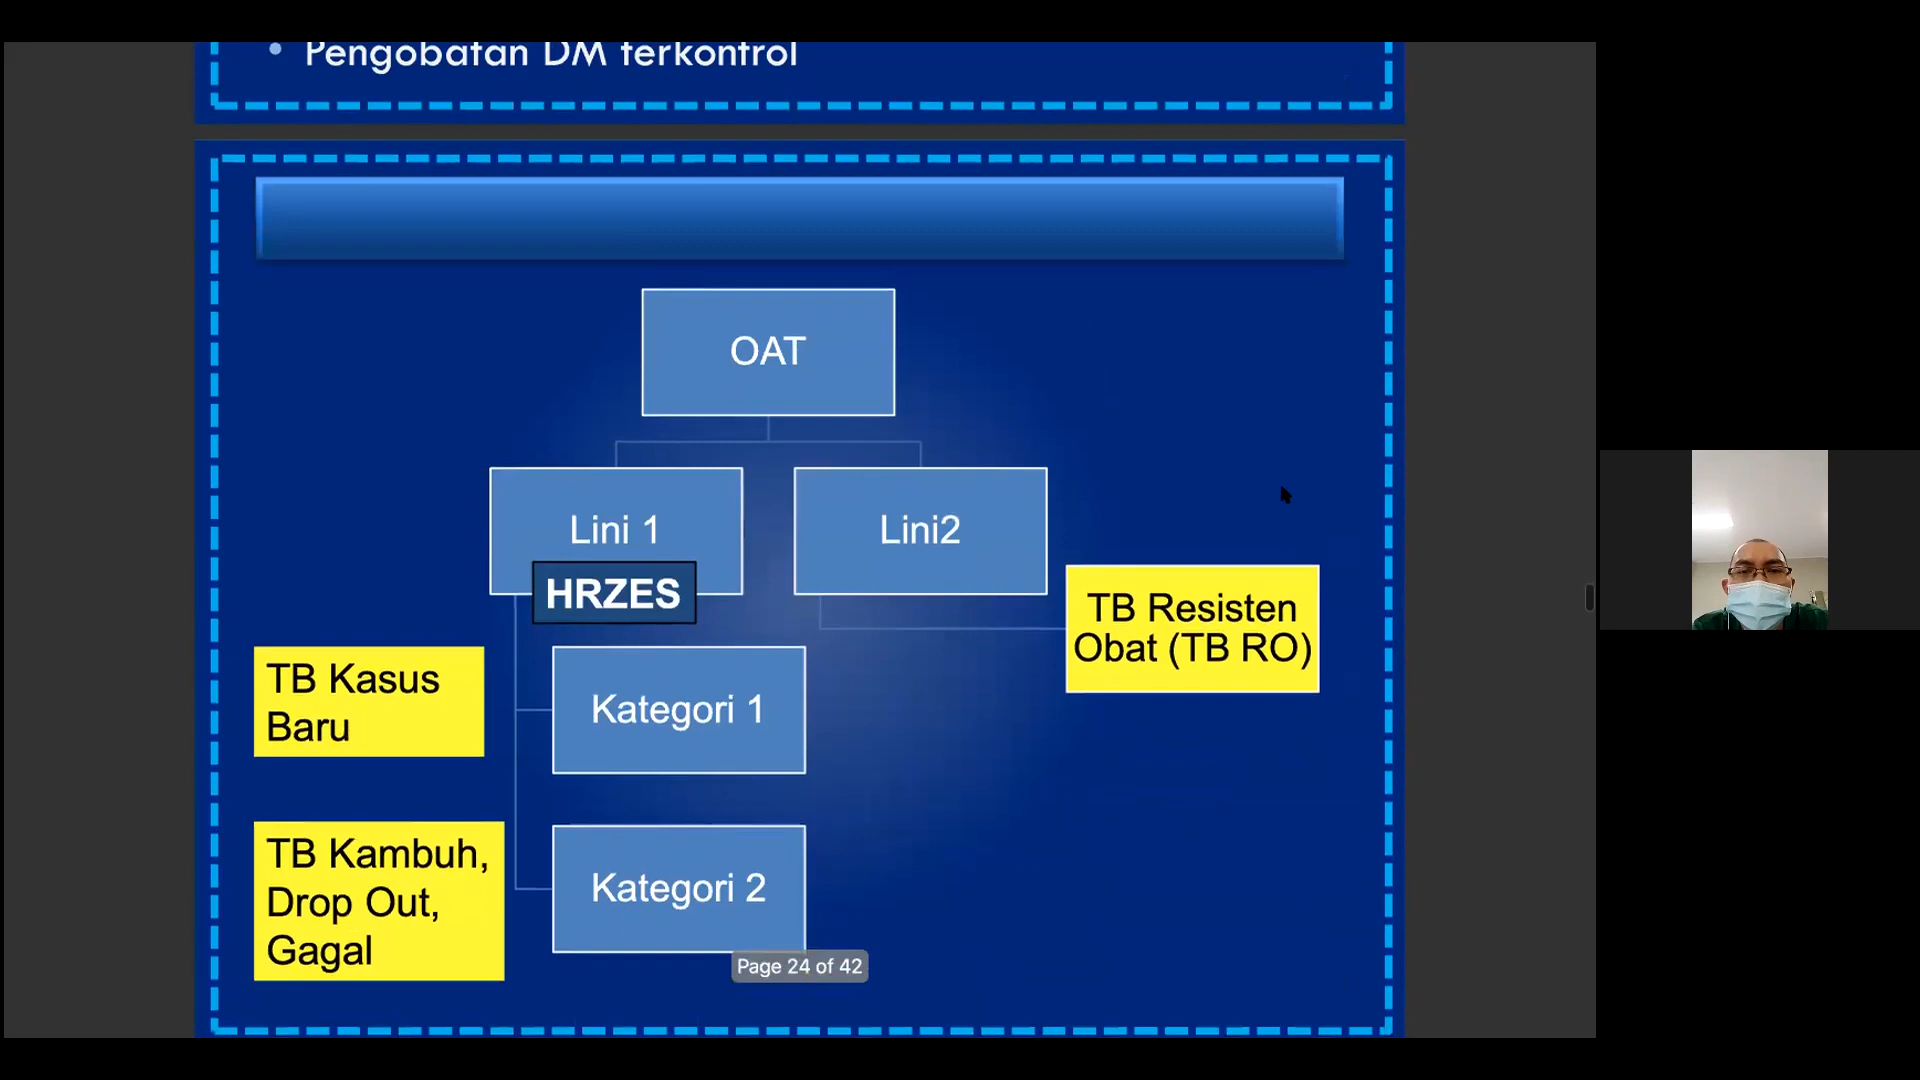 • Pengobatan DM terkontrol
OAT
Lini 1
Lini2
HRZES
TB Resisten
Obat (TB RO)
TB Kasus
Baru
Kategori 1
TB Kambuh,
Drop Out,
Gagal
Kategori 2
Page 24 of 42